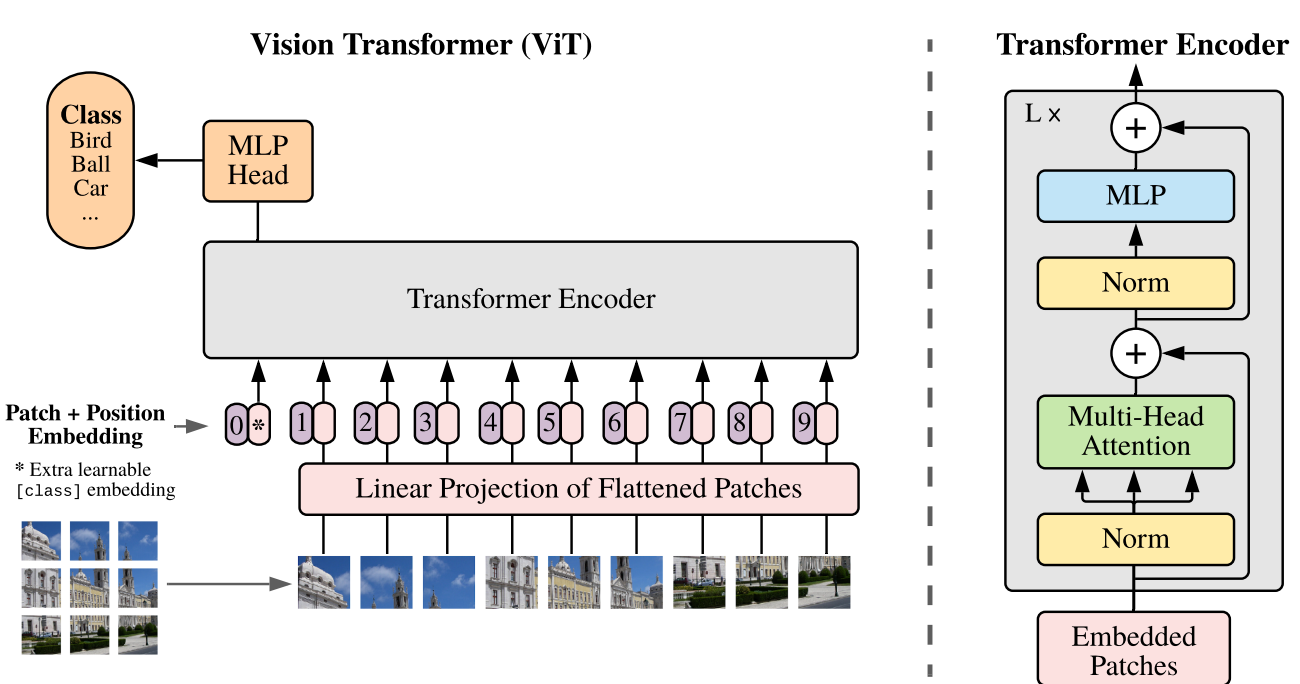 Vision Transformer (ViT)
Class
Bird
Ball
Car
...
MLP
Head
Transformer Encoder
Patch + Position
Embedding
0 * 1 2 3 4 5 6 7 8 9
* Extra learnable
[class] embedding
Linear Projection of Flattened Patches
Transformer Encoder
L ×
+
MLP
Norm
+
Multi-Head
Attention
Norm
Embedded
Patches